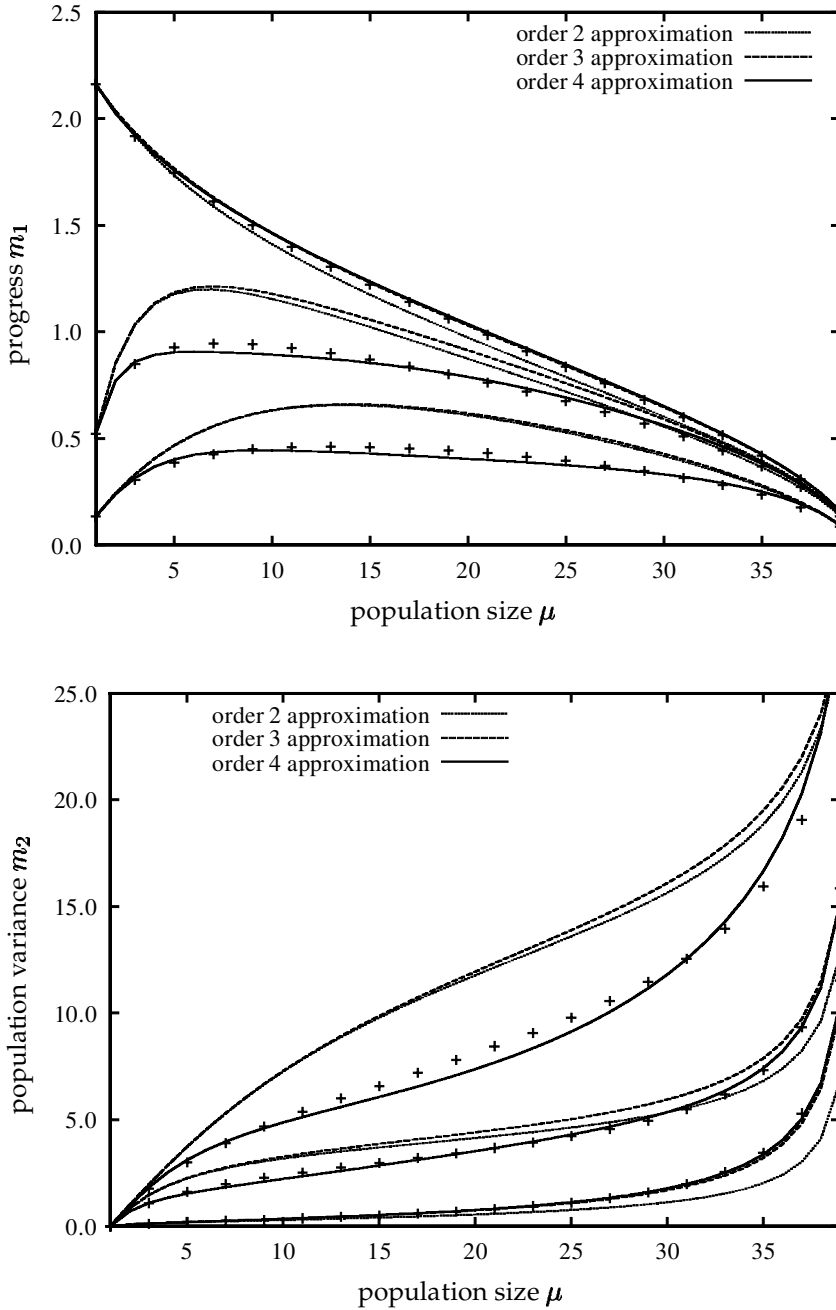 2.5
2.0
1.5
1.0
0.5
0.0
progress m₁
order 2 approximation
order 3 approximation
order 4 approximation
5 10 15 20 25 30 35
population size μ
25.0
20.0
15.0
10.0
5.0
0.0
population variance m₂
order 2 approximation
order 3 approximation
order 4 approximation
5 10 15 20 25 30 35
population size μ